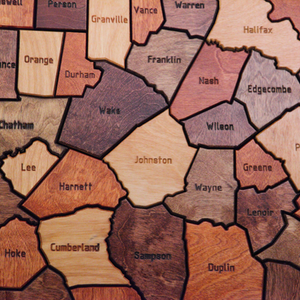 Person
Granville
Vance
Warren
Halifax
Orange
Durham
Franklin
Nash
Edgecombe
Chatham
Wake
Wilson
Lee
Harnett
Johnston
Wayne
Greene
Lenoir
Hoke
Cumberland
Sampson
Duplin